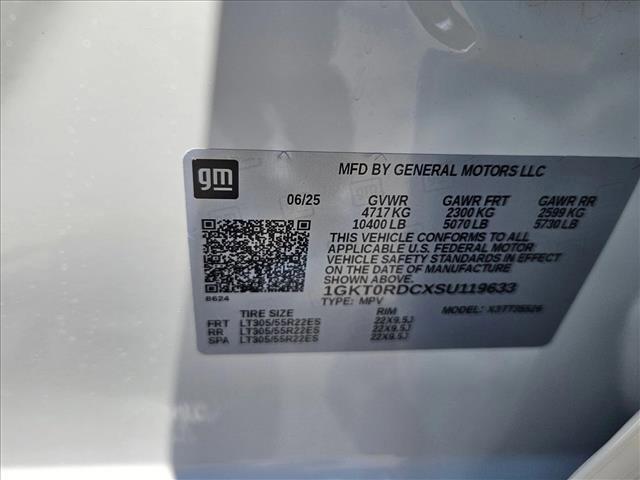 gm
MFD BY GENERAL MOTORS LLC
06/25 GVWR GAWR FRT GAWR RR
4717 KG 2300 KG 2599 KG
10400 LB 5070 LB 5730 LB
THIS VEHICLE CONFORMS TO ALL
APPLICABLE U.S. FEDERAL MOTOR
VEHICLE SAFETY STANDARDS IN
EFFECT ON THE DATE OF MANUFACTURE
SHOWN ABOVE.
1GKT0RDCXSU119633
8624
TYPE: MPV MODEL:
TIRE SIZE RIM
FRT LT305/55R22ES 22X9.5J
RR LT305/55R22ES 22X9.5J
SPA LT305/55R22ES 22X9.5J